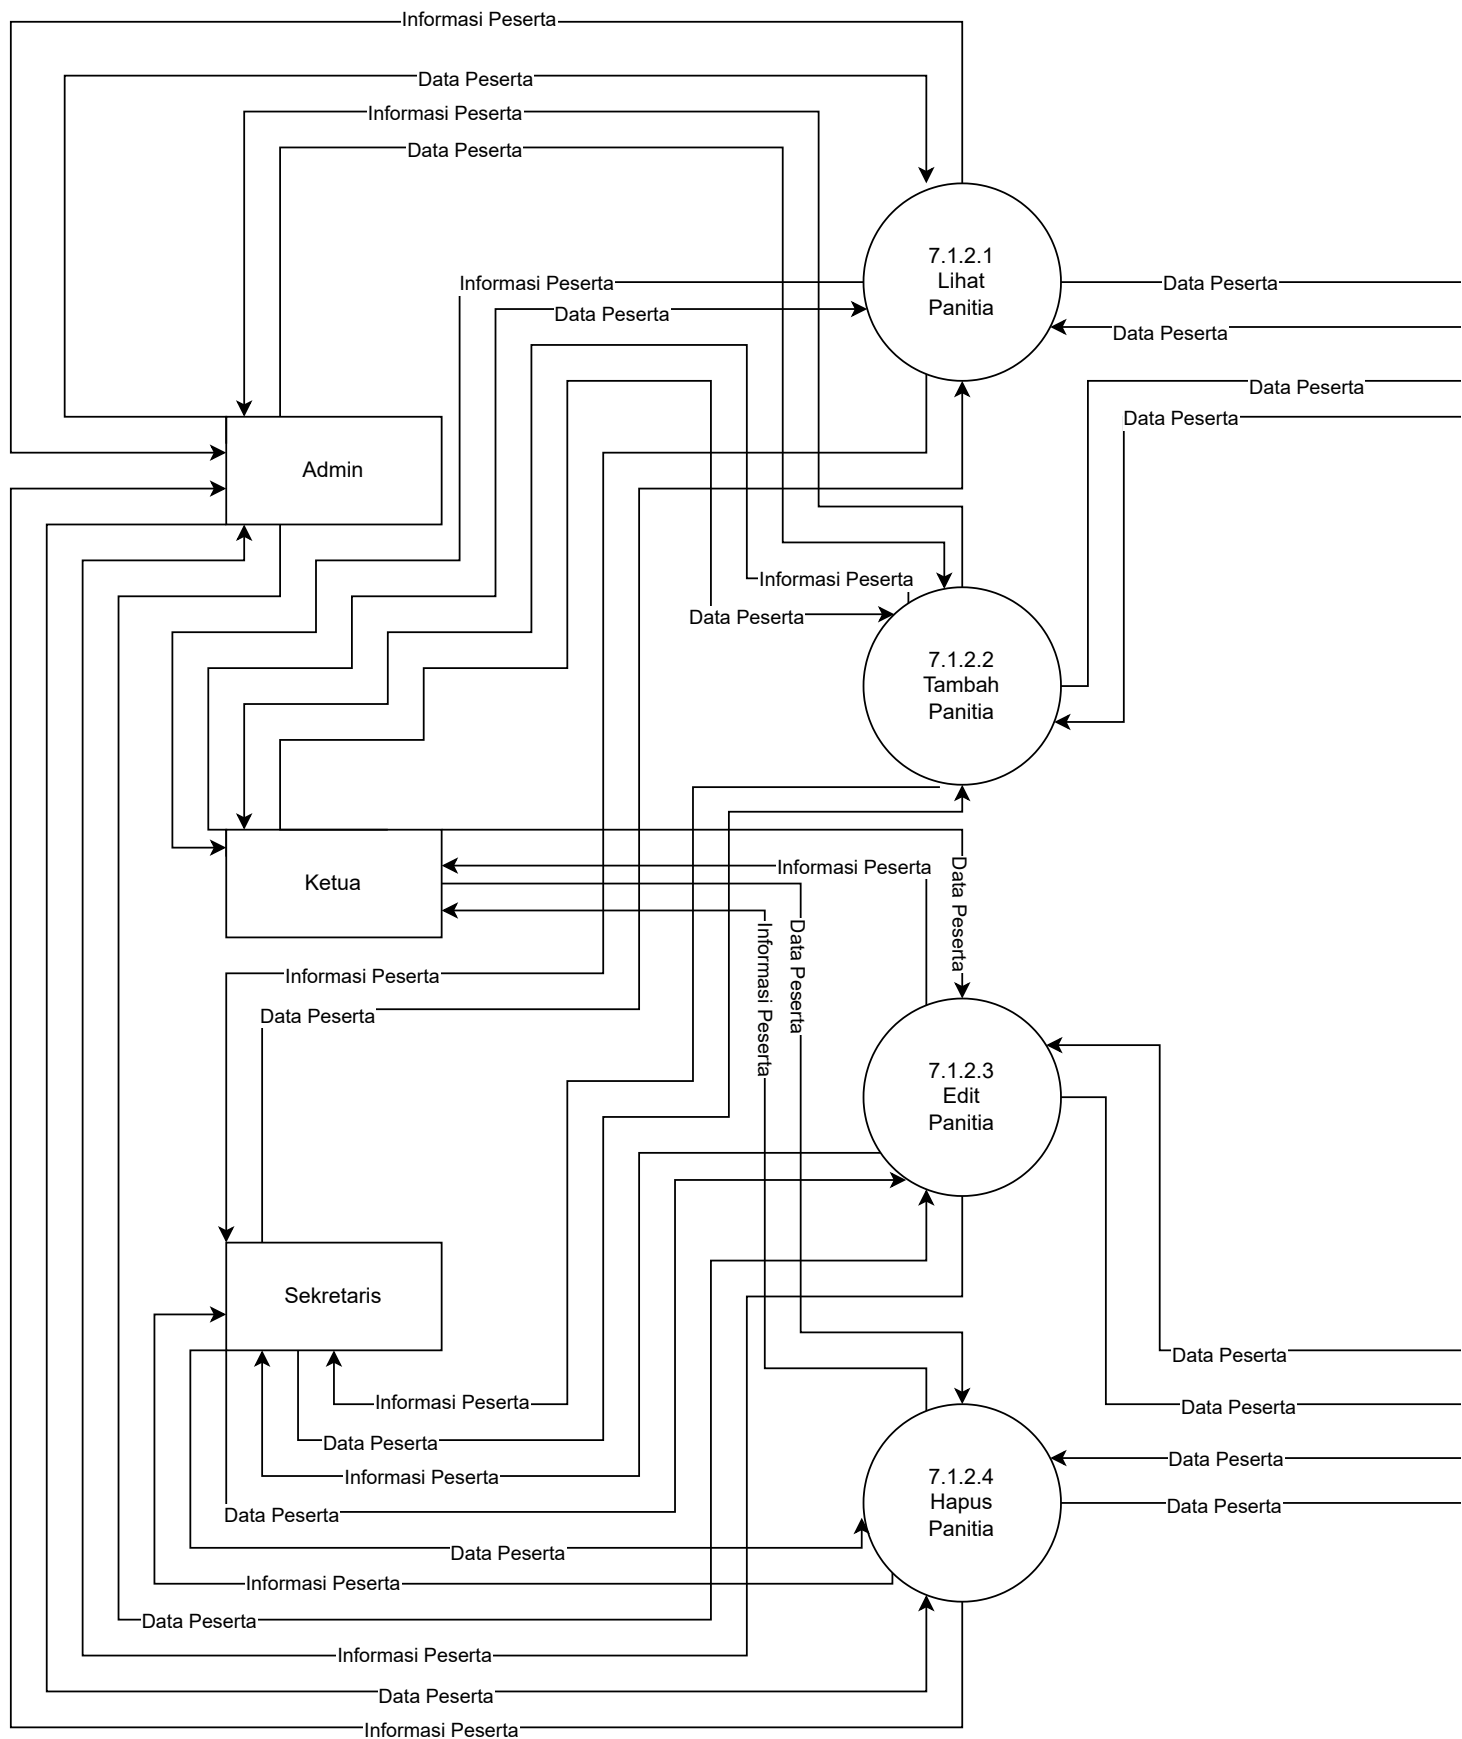 Informasi Peserta
Data Peserta
Informasi Peserta
Data Peserta
7.1.2.1
Lihat
Panitia
Informasi Peserta
Data Peserta
Data Peserta
Data Peserta
Data Peserta
Data Peserta
Admin
Informasi Peserta
Data Peserta
7.1.2.2
Tambah
Panitia
Ketua
Informasi Peserta
Data Peserta
Informasi Peserta
Data Peserta
Informasi Peserta
Data Peserta
7.1.2.3
Edit
Panitia
Sekretaris
Data Peserta
Informasi Peserta
Data Peserta
Data Peserta
Informasi Peserta
Data Peserta
Data Peserta
Data Peserta
7.1.2.4
Hapus
Panitia
Data Peserta
Informasi Peserta
Data Peserta
Informasi Peserta
Data Peserta
Informasi Peserta